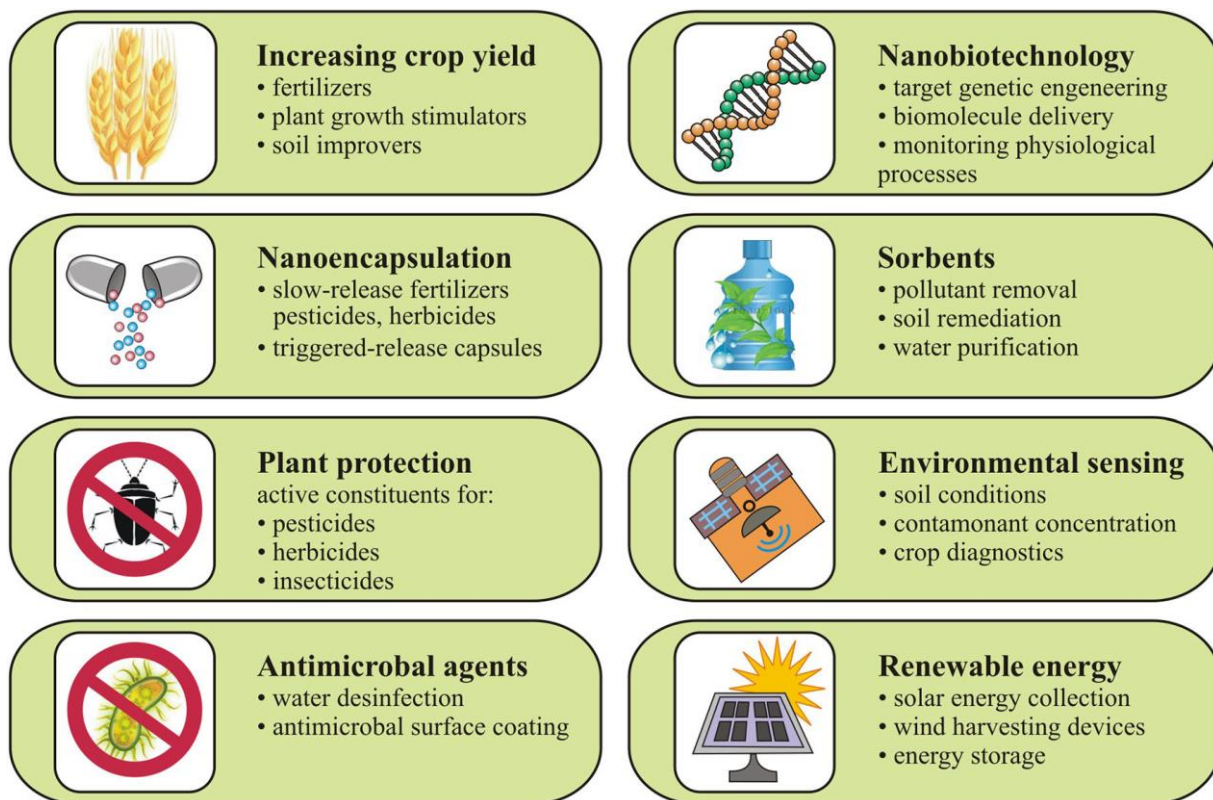 Increasing crop yield
• fertilizers
• plant growth stimulators
• soil improvers
Nanoencapsulation
• slow-release fertilizers
pesticides, herbicides
• triggered-release capsules
Plant protection
active constituents for:
• pesticides
• herbicides
• insecticides
Antimicrobial agents
• water desinfection
• antimicrobial surface coating
Nanobiotechnology
• target genetic engeneering
• biomolecule delivery
• monitoring physiological
processes
Sorbents
• pollutant removal
• soil remediation
• water purification
Environmental sensing
• soil conditions
• contamonant concentration
• crop diagnostics
Renewable energy
• solar energy collection
• wind harvesting devices
• energy storage